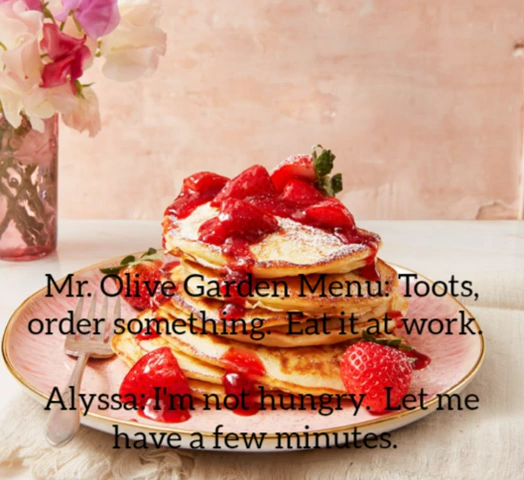 Mr. Olive Garden Menu: Toots,
order something.  Eat it at work.
Alyssa: I'm not hungry.  Let me
have a few minutes.